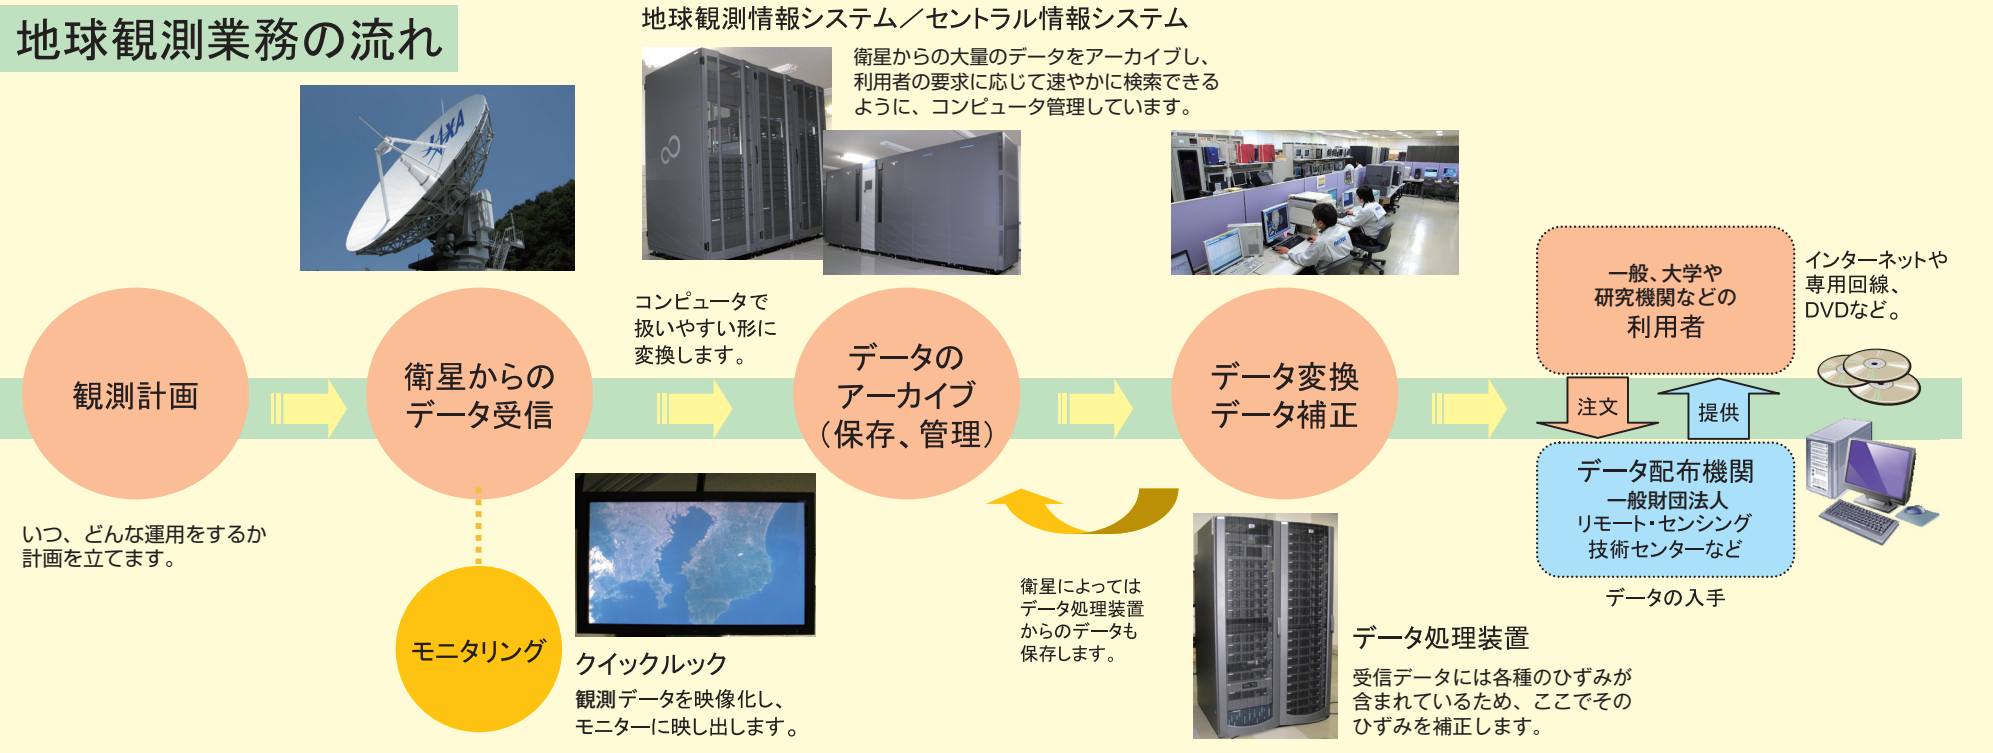 地球観測業務の流れ
地球観測情報システム／セントラル情報システム
衛星からの大量のデータをアーカイブし、
利用者の要求に応じて速やかに検索できる
ように、コンピュータ管理しています。
JAXA
観測計画
いつ、どんな運用をするか
計画を立てます。
衛星からの
データ受信
モニタリング
クイックルック
観測データを映像化し、
モニターに映し出します。
コンピュータで
扱いやすい形に
変換します。
データの
アーカイブ
（保存、管理）
衛星によっては
データ処理装置
からのデータも
保存します。
データ変換
データ補正
データ処理装置
受信データには各種のひずみが
含まれているため、ここでその
ひずみを補正します。
一般、大学や
研究機関などの
利用者
インターネットや
専用回線、
DVDなど。
注文
提供
データ配布機関
一般財団法人
リモート・センシング
技術センターなど
データの入手